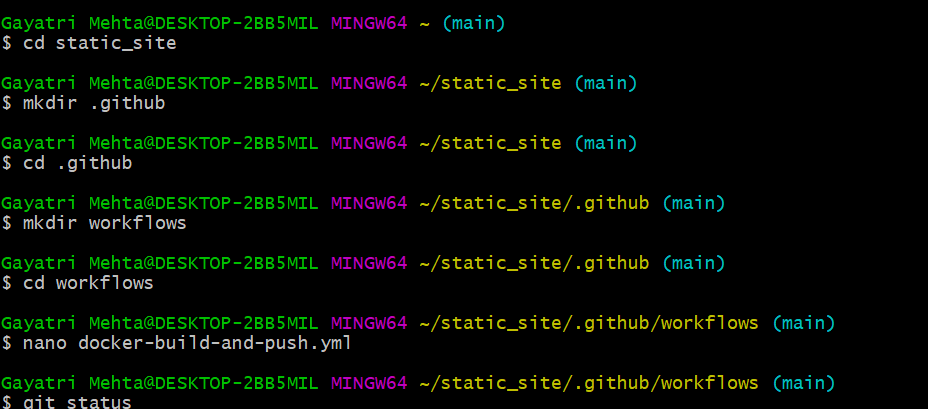 Gayatri Mehta@DESKTOP-2BB5MIL MINGW64 ~ (main)
$ cd static_site
Gayatri Mehta@DESKTOP-2BB5MIL MINGW64 ~/static_site (main)
$ mkdir .github
Gayatri Mehta@DESKTOP-2BB5MIL MINGW64 ~/static_site (main)
$ cd .github
Gayatri Mehta@DESKTOP-2BB5MIL MINGW64 ~/static_site/.github (main)
$ mkdir workflows
Gayatri Mehta@DESKTOP-2BB5MIL MINGW64 ~/static_site/.github (main)
$ cd workflows
Gayatri Mehta@DESKTOP-2BB5MIL MINGW64 ~/static_site/.github/workflows (main)
$ nano docker-build-and-push.yml
Gayatri Mehta@DESKTOP-2BB5MIL MINGW64 ~/static_site/.github/workflows (main)
$ git status